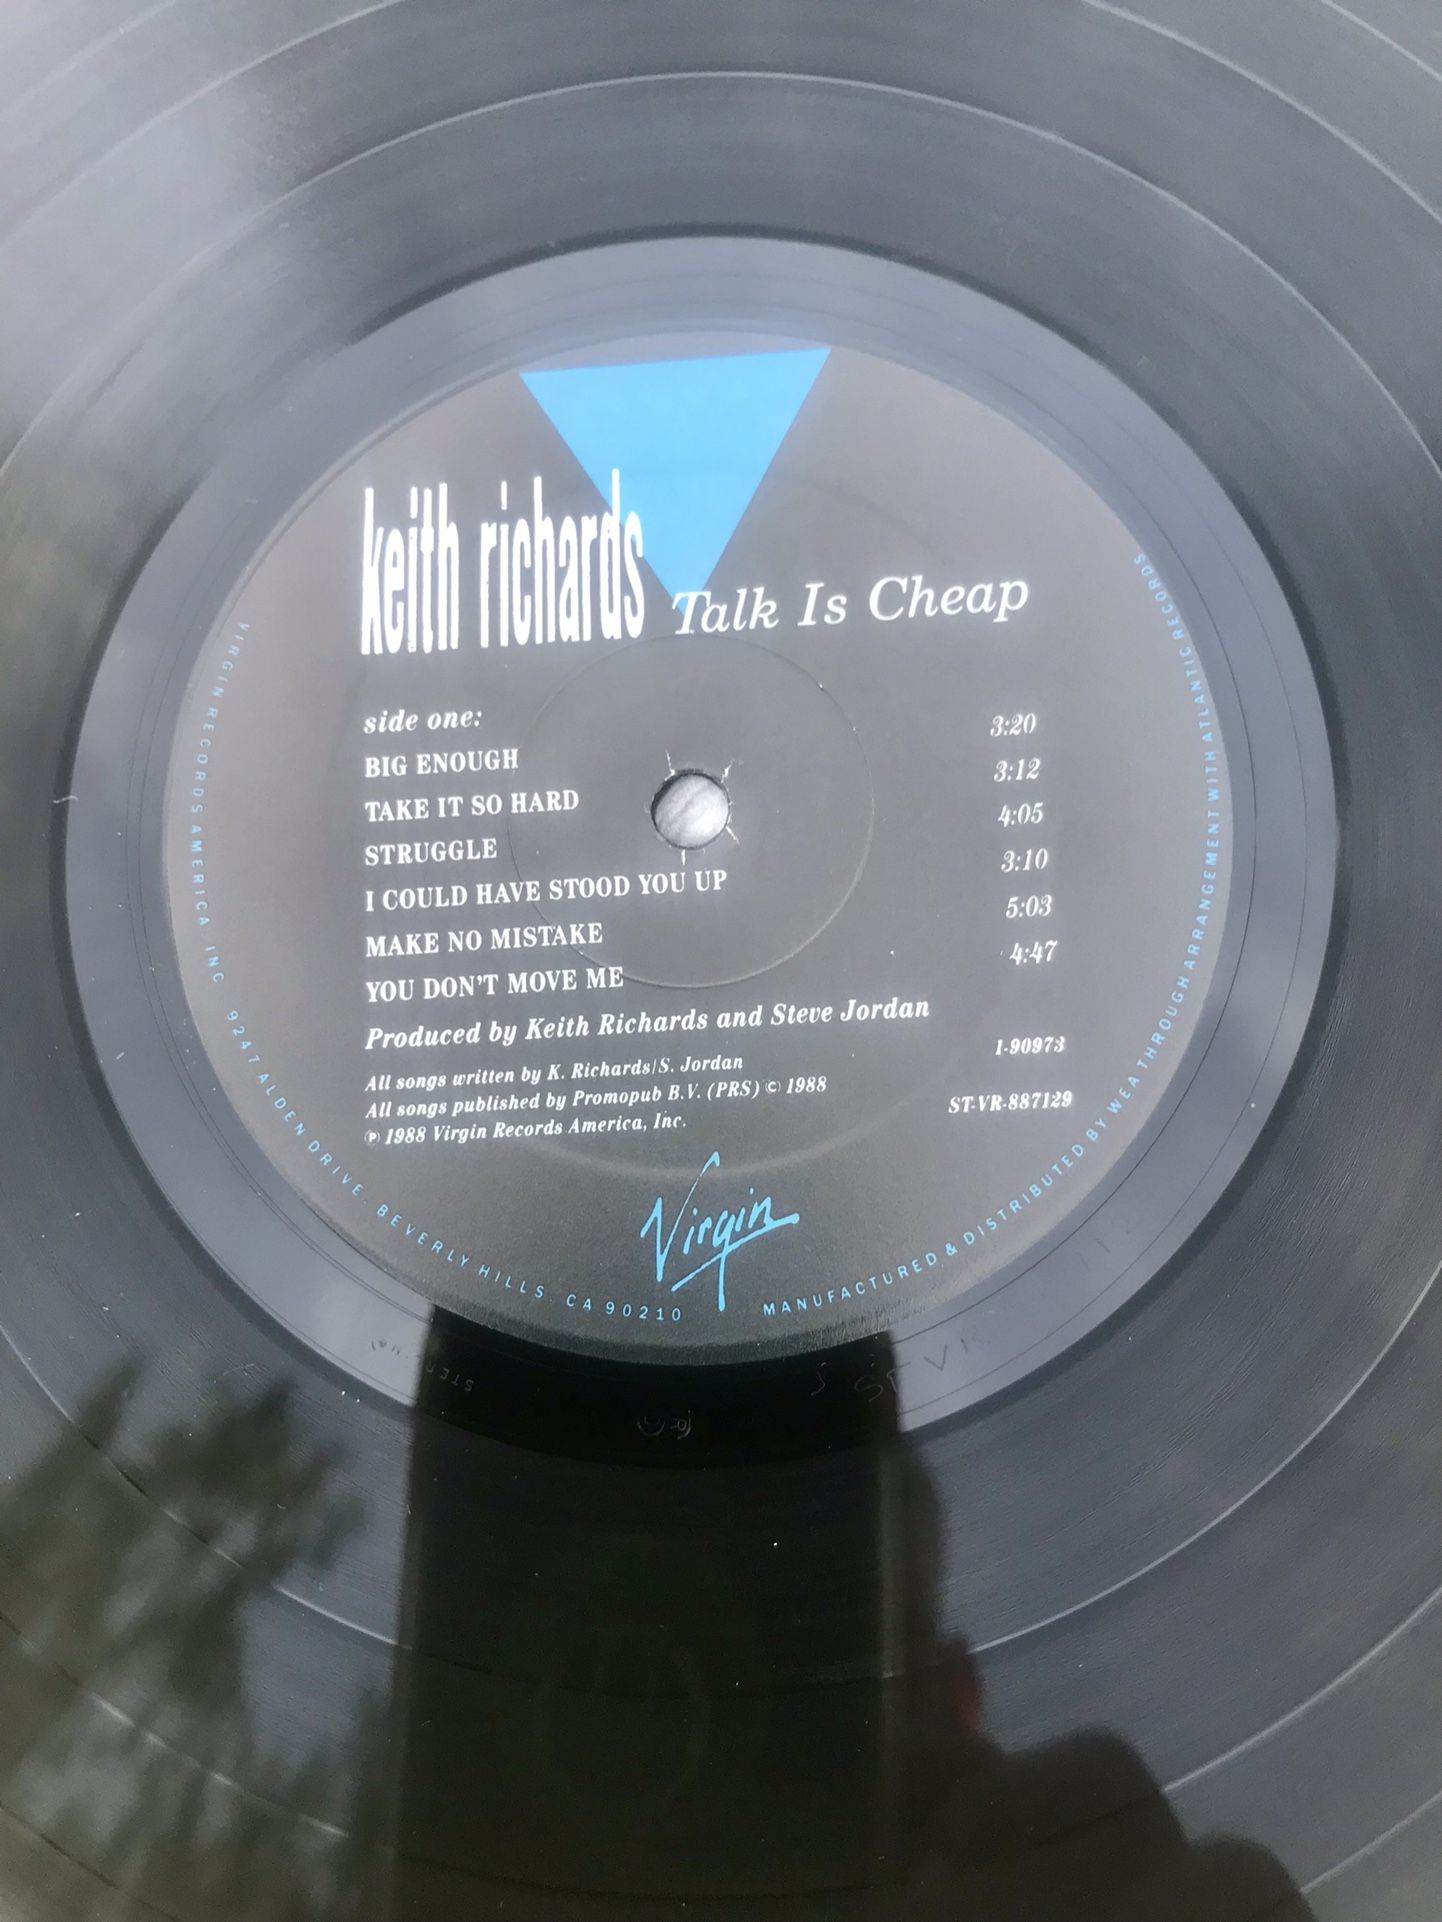 keith richards Talk Is Cheap
side one:
BIG ENOUGH 3:20
TAKE IT SO HARD 3:12
STRUGGLE 4:05
I COULD HAVE STOOD YOU UP 3:10
MAKE NO MISTAKE 5:03
YOU DON'T MOVE ME 4:47
Produced by Keith Richards and Steve Jordan
All songs written by K. Richards/S. Jordan 1-90973
All songs published by Promopub B.V. (PRS) © 1988
℗ 1988 Virgin Records America, Inc. ST-VR-887129
Virgin
VIRGIN RECORDS AMERICA INC 9247 ALDEN DRIVE. BEVERLY HILLS. CA 90210
MANUFACTURED & DISTRIBUTED BY WEA THROUGH ARRANGEMENT WITH ATLANTIC RECORDS